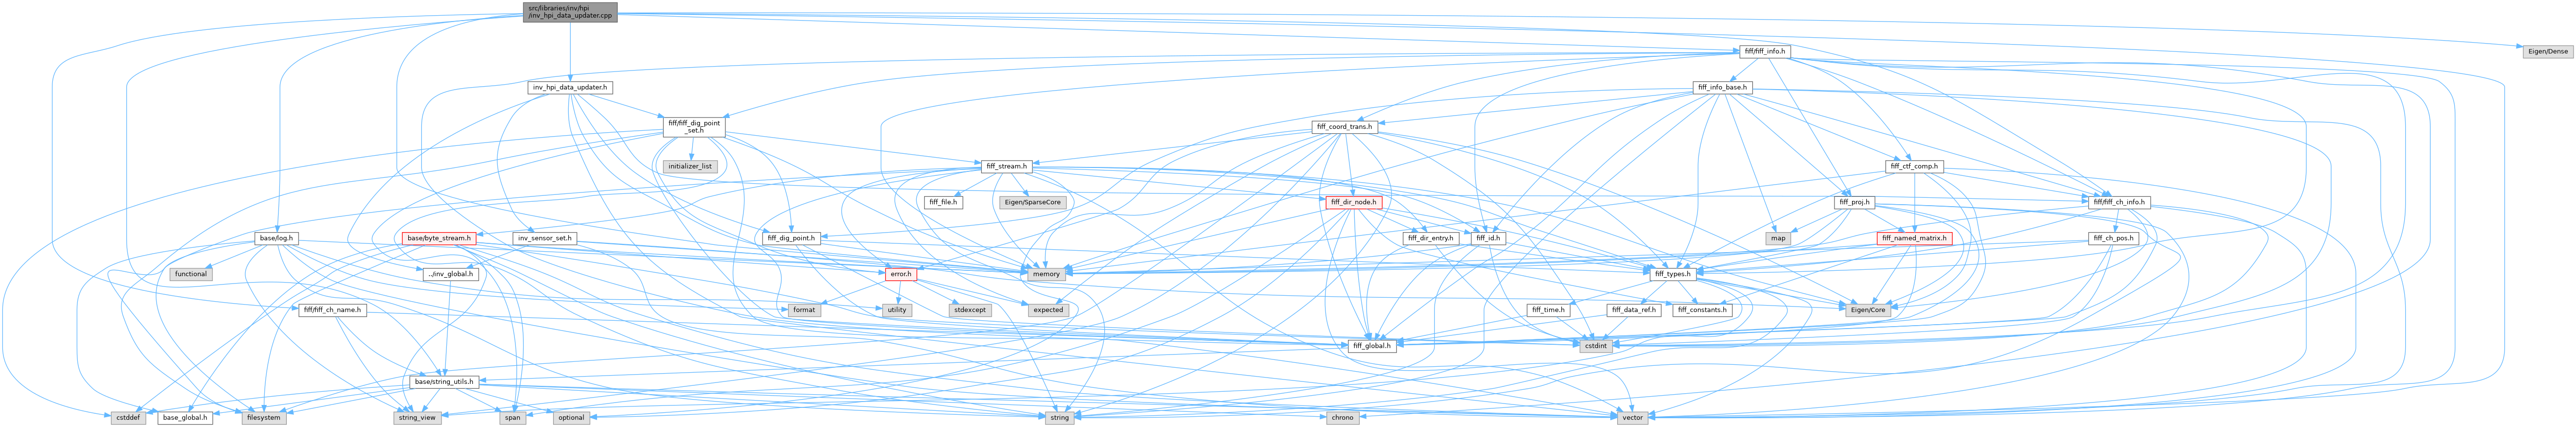 src/libraries/inv/hpi
/inv_hpi_data_updater.cpp
fiff/fiff_info.h
Eigen/Dense
inv_hpi_data_updater.h
fiff_info_base.h
fiff/fiff_dig_point
_set.h
fiff_coord_trans.h
initializer_list
fiff_stream.h
fiff_ctf_comp.h
fiff_file.h
Eigen/SparseCore
fiff_dir_node.h
fiff_proj.h
fiff/fiff_ch_info.h
base/log.h
base/byte_stream.h
inv_sensor_set.h
fiff_dig_point.h
fiff_dir_entry.h
fiff_id.h
map
fiff_named_matrix.h
fiff_ch_pos.h
functional
../inv_global.h
error.h
memory
fiff_types.h
fiff/fiff_ch_name.h
format
utility
stdexcept
expected
fiff_time.h
fiff_data_ref.h
fiff_constants.h
Eigen/Core
fiff_global.h
cstdint
base/string_utils.h
cstddef
base_global.h
filesystem
string_view
span
optional
string
chrono
vector